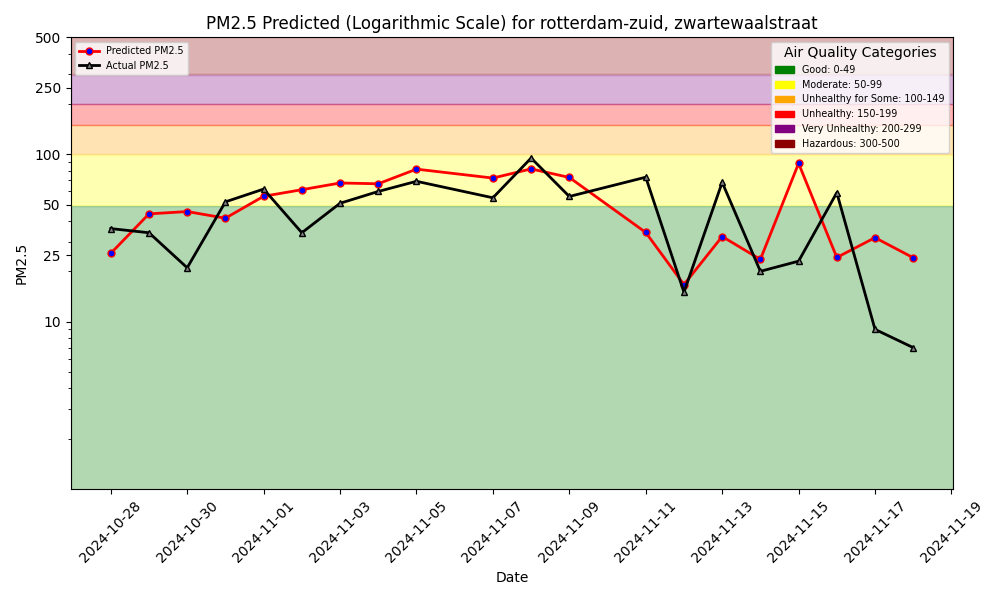 PM2.5 Predicted (Logarithmic Scale) for rotterdam-zuid, zwartewaalstraat
Predicted PM2.5
Actual PM2.5
Air Quality Categories
Good: 0-49
Moderate: 50-99
Unhealthy for Some: 100-149
Unhealthy: 150-199
Very Unhealthy: 200-299
Hazardous: 300-500
500
250
100
50
25
10
PM2.5
2024-10-28
2024-10-30
2024-11-01
2024-11-03
2024-11-05
2024-11-07
2024-11-09
2024-11-11
2024-11-13
2024-11-15
2024-11-17
2024-11-19
Date